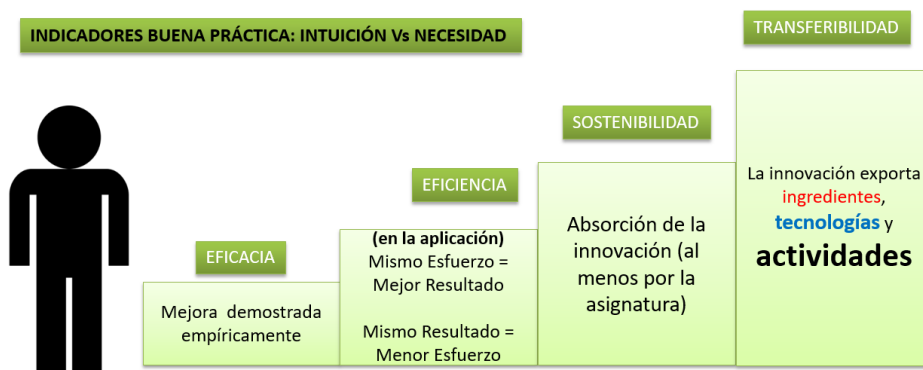 INDICADORES BUENA PRÁCTICA: INTUICIÓN Vs NECESIDAD
EFICACIA
Mejora demostrada
empíricamente
EFICIENCIA
(en la aplicación)
Mismo Esfuerzo =
Mejor Resultado
Mismo Resultado =
Menor Esfuerzo
SOSTENIBILIDAD
Absorción de la
innovación (al
menos por la
asignatura)
TRANSFERIBILIDAD
La innovación exporta
ingredientes,
tecnologías y
actividades